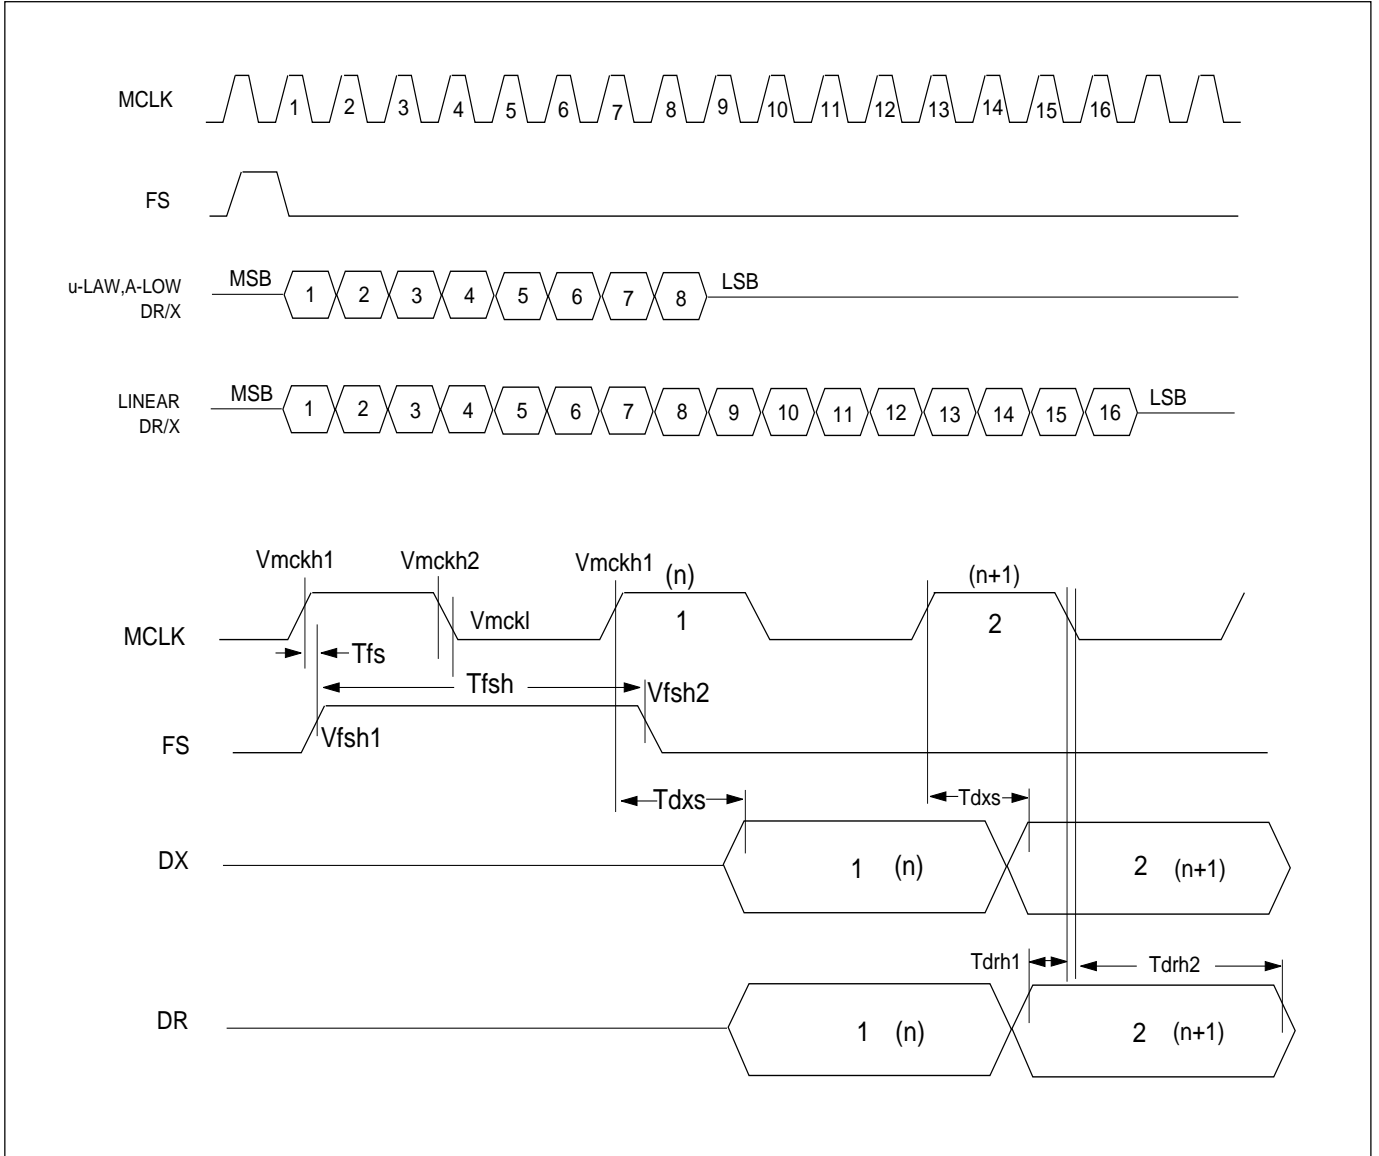 MCLK 1 2 3 4 5 6 7 8 9 10 11 12 13 14 15 16
FS
u-LAW,A-LOW
DR/X
MSB 1 2 3 4 5 6 7 8 LSB
LINEAR
DR/X
MSB 1 2 3 4 5 6 7 8 9 10 11 12 13 14 15 16 LSB
Vmckh1 Vmckh2 Vmckh1 (n) (n+1)
MCLK Vmckl 1 2
Tfs
Tfsh Vfsh2
FS Vfsh1
Tdxs Tdxs
DX 1 (n) 2 (n+1)
Tdrh1 Tdrh2
DR 1 (n) 2 (n+1)